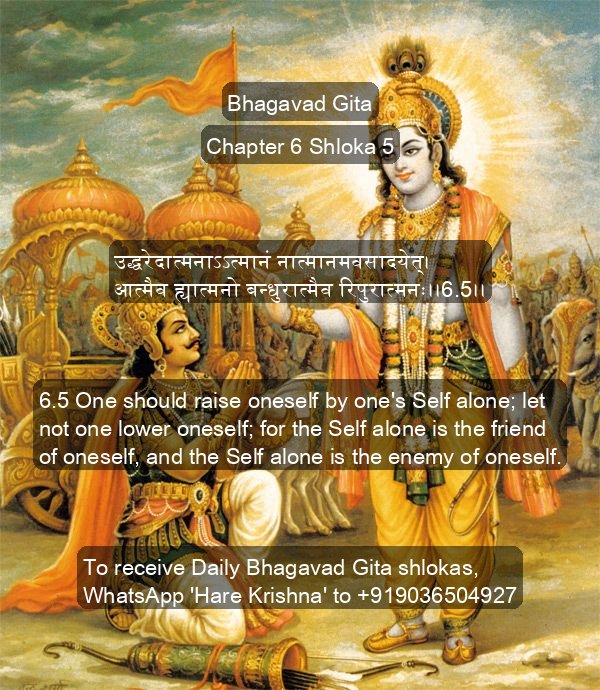 Bhagavad Gita
Chapter 6 Shloka 5
उद्धरेदात्मनाऽऽत्मानं नात्मानमवसादयेत्।
आत्मैव ह्यात्मनो बन्धुरात्मैव रिपुरात्मनः।।6.5।।
6.5 One should raise oneself by one's Self alone; let
not one lower oneself; for the Self alone is the friend
of oneself, and the Self alone is the enemy of oneself.
To receive Daily Bhagavad Gita shlokas,
WhatsApp 'Hare Krishna' to +919036504927